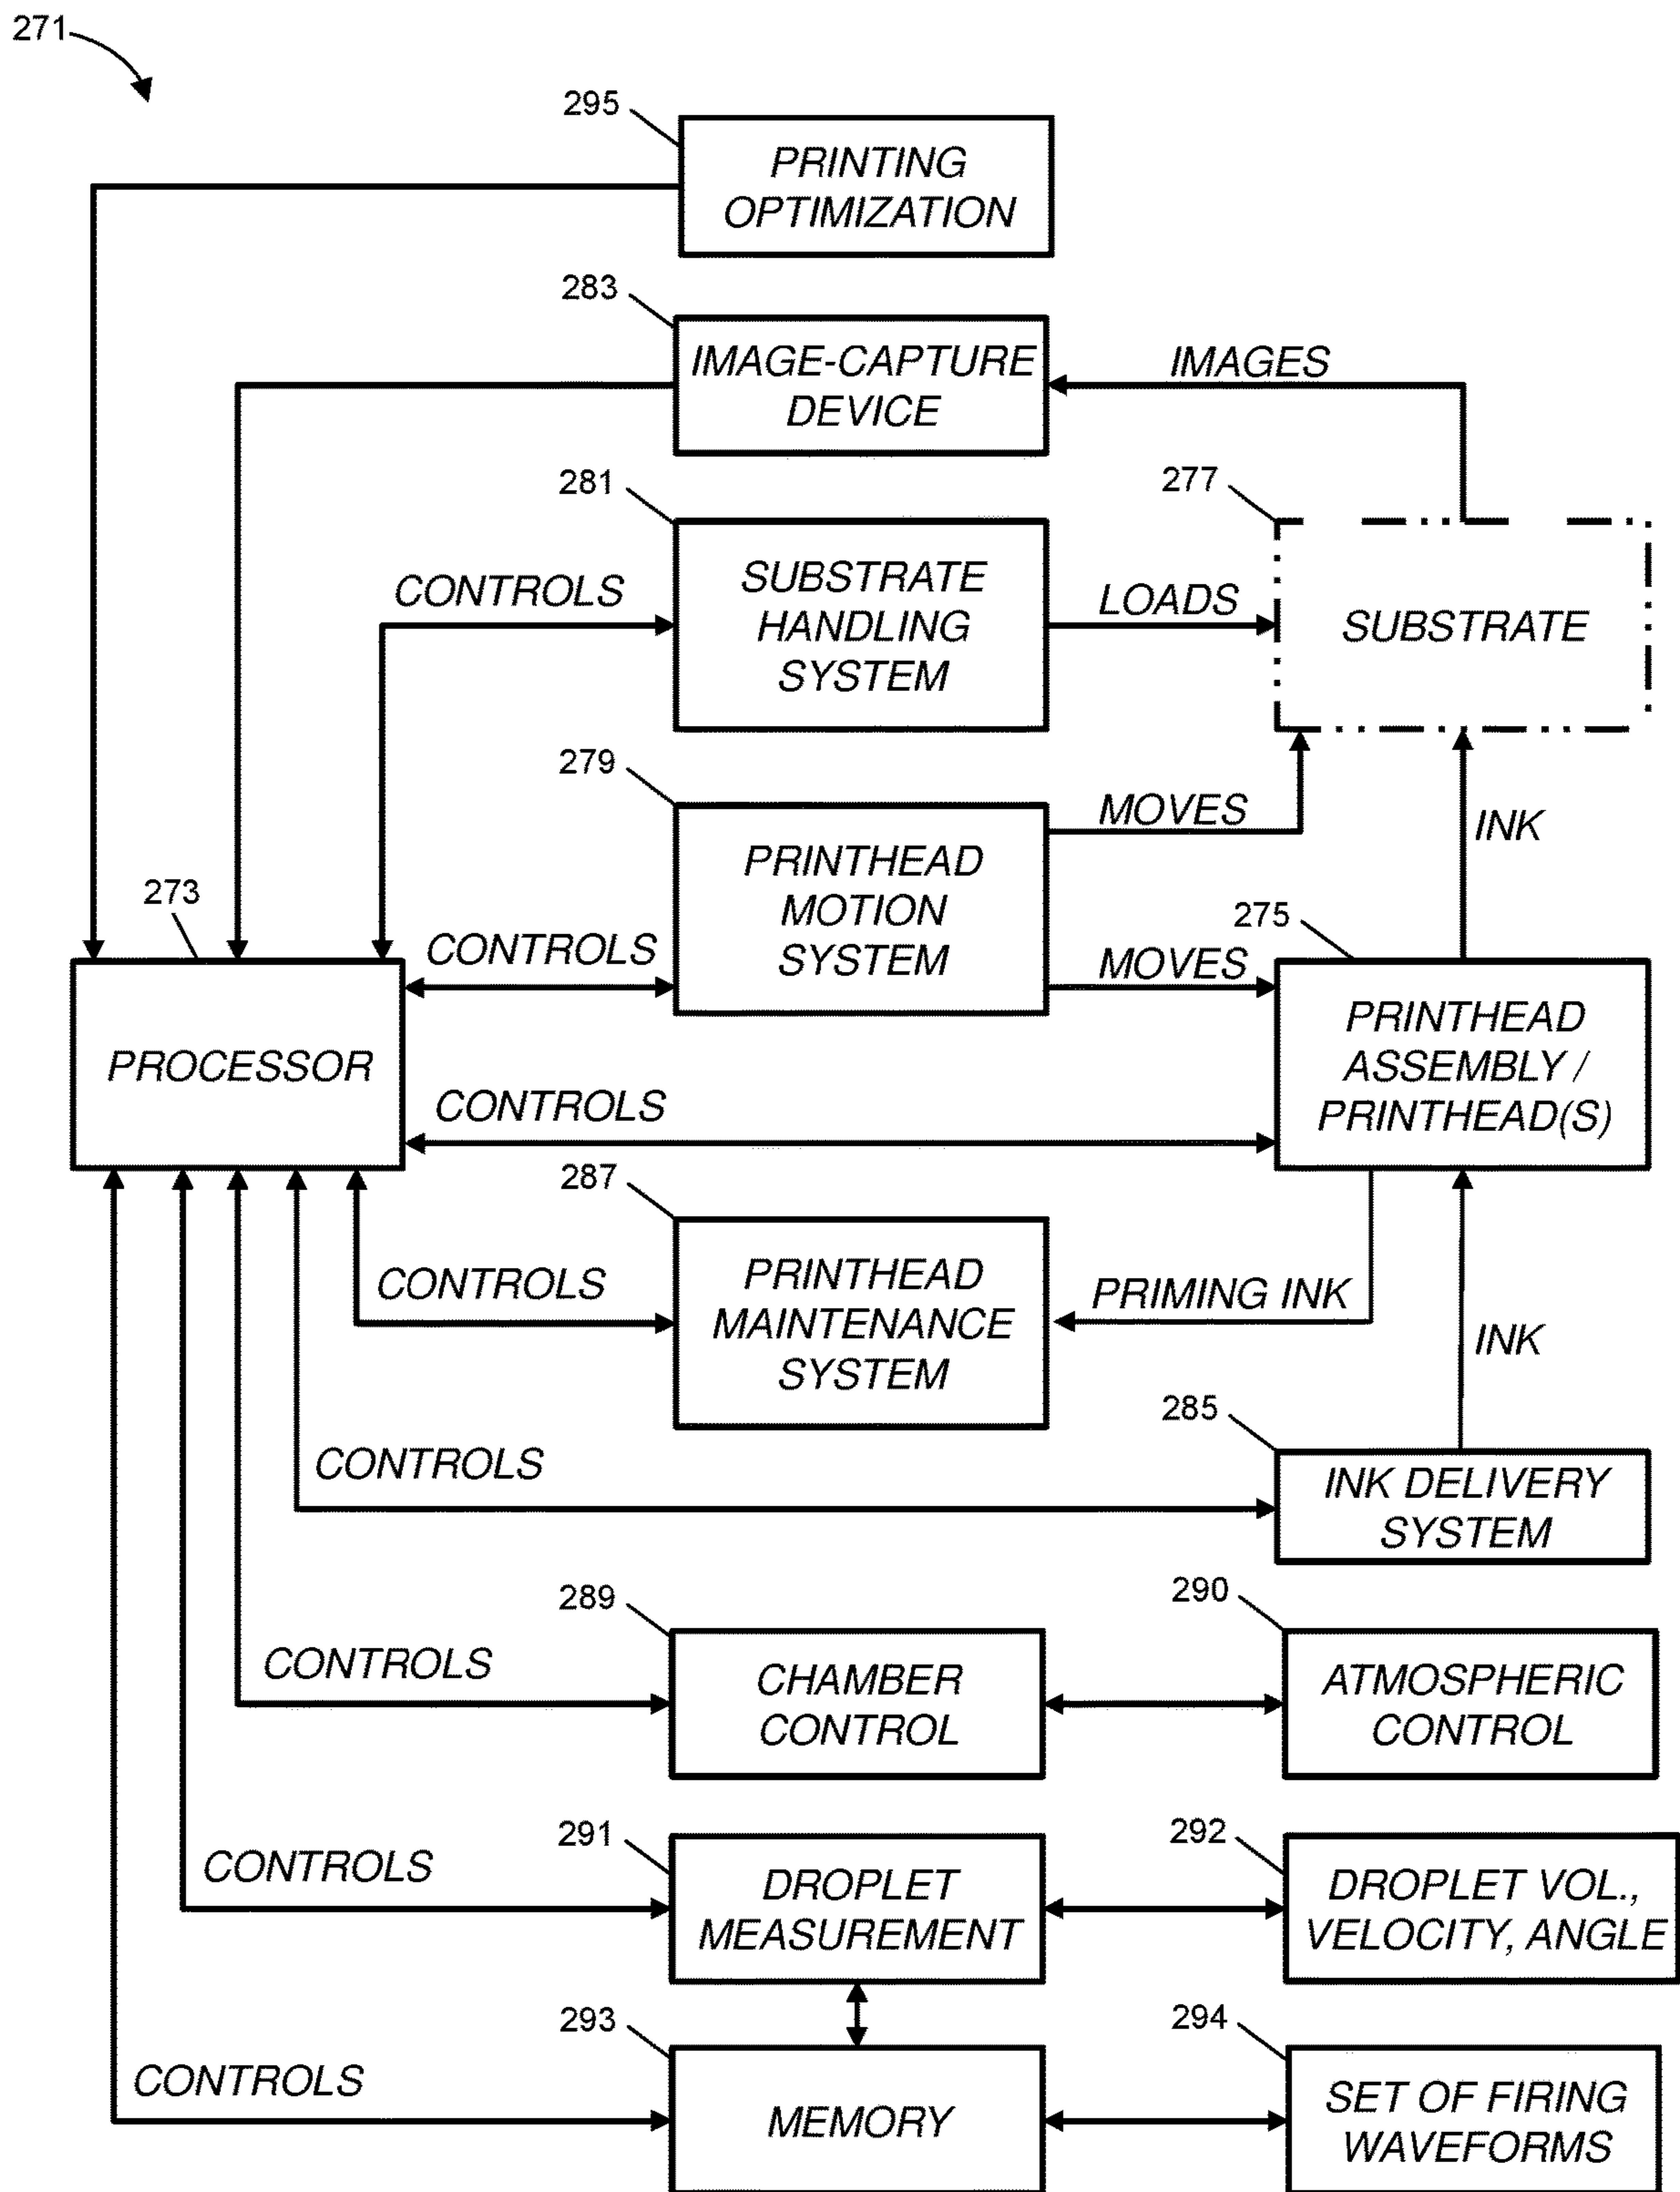 271
295
PRINTING
OPTIMIZATION
283
IMAGE-CAPTURE
DEVICE
IMAGES
281
277
CONTROLS
SUBSTRATE
HANDLING
SYSTEM
LOADS
SUBSTRATE
279
MOVES
INK
PRINTHEAD
MOTION
SYSTEM
273
275
CONTROLS
MOVES
PROCESSOR
PRINTHEAD
ASSEMBLY /
PRINTHEAD(S)
CONTROLS
287
CONTROLS
PRINTHEAD
MAINTENANCE
SYSTEM
PRIMING INK
INK
285
CONTROLS
INK DELIVERY
SYSTEM
289
290
CONTROLS
CHAMBER
CONTROL
ATMOSPHERIC
CONTROL
291
292
CONTROLS
DROPLET
MEASUREMENT
DROPLET VOL.,
VELOCITY, ANGLE
293
294
CONTROLS
MEMORY
SET OF FIRING
WAVEFORMS